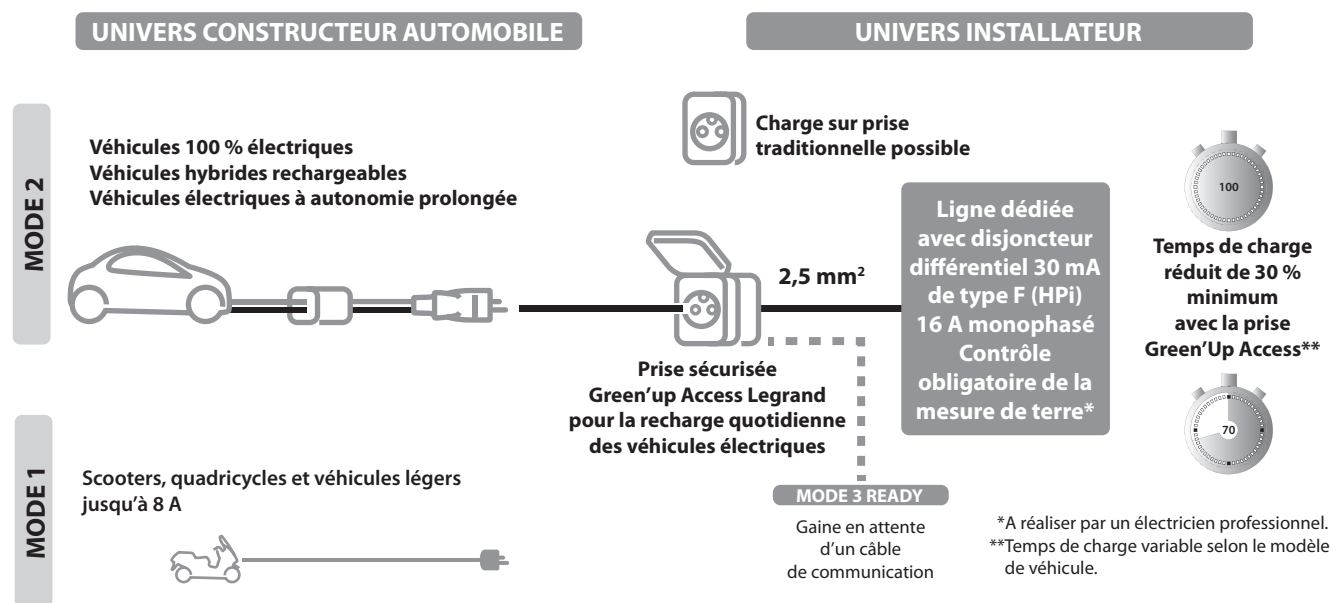 UNIVERS CONSTRUCTEUR AUTOMOBILE
UNIVERS INSTALLATEUR
MODE 2
Véhicules 100 % électriques
Véhicules hybrides rechargeables
Véhicules électriques à autonomie prolongée
Charge sur prise
traditionnelle possible
2,5 mm²
Prise sécurisée
Green’up Access Legrand
pour la recharge quotidienne
des véhicules électriques
Ligne dédiée
avec disjoncteur
différentiel 30 mA
de type F (HPi)
16 A monophasé
Contrôle
obligatoire de la
mesure de terre*
100
Temps de charge
réduit de 30 %
minimum
avec la prise
Green’Up Access**
70
MODE 1
Scooters, quadricycles et véhicules légers
jusqu’à 8 A
MODE 3 READY
Gaine en attente
d’un câble
de communication
*A réaliser par un électricien professionnel.
**Temps de charge variable selon le modèle
de véhicule.